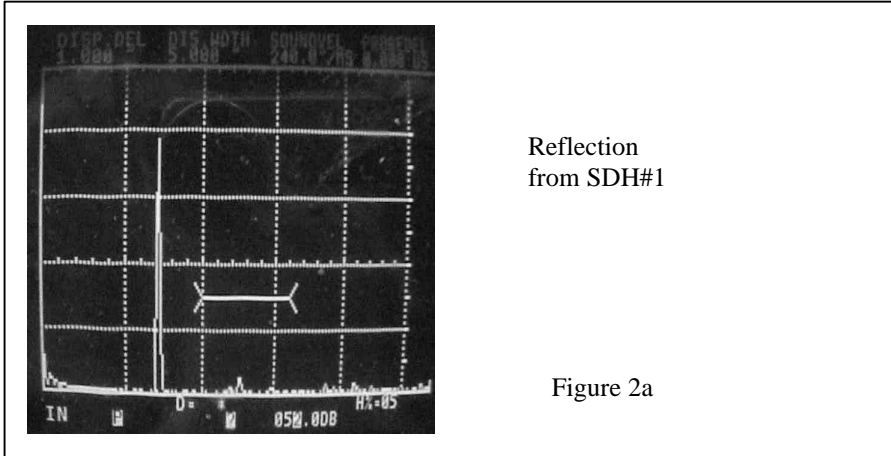 DISP.DEL DIS.WDTH SOUNDVEL PROBEDEL
1.000 " 5.000 " 240.0"/MS 0.000 US
Reflection
from SDH#1
D= * H%=05
IN P 052.0DB
Figure 2a